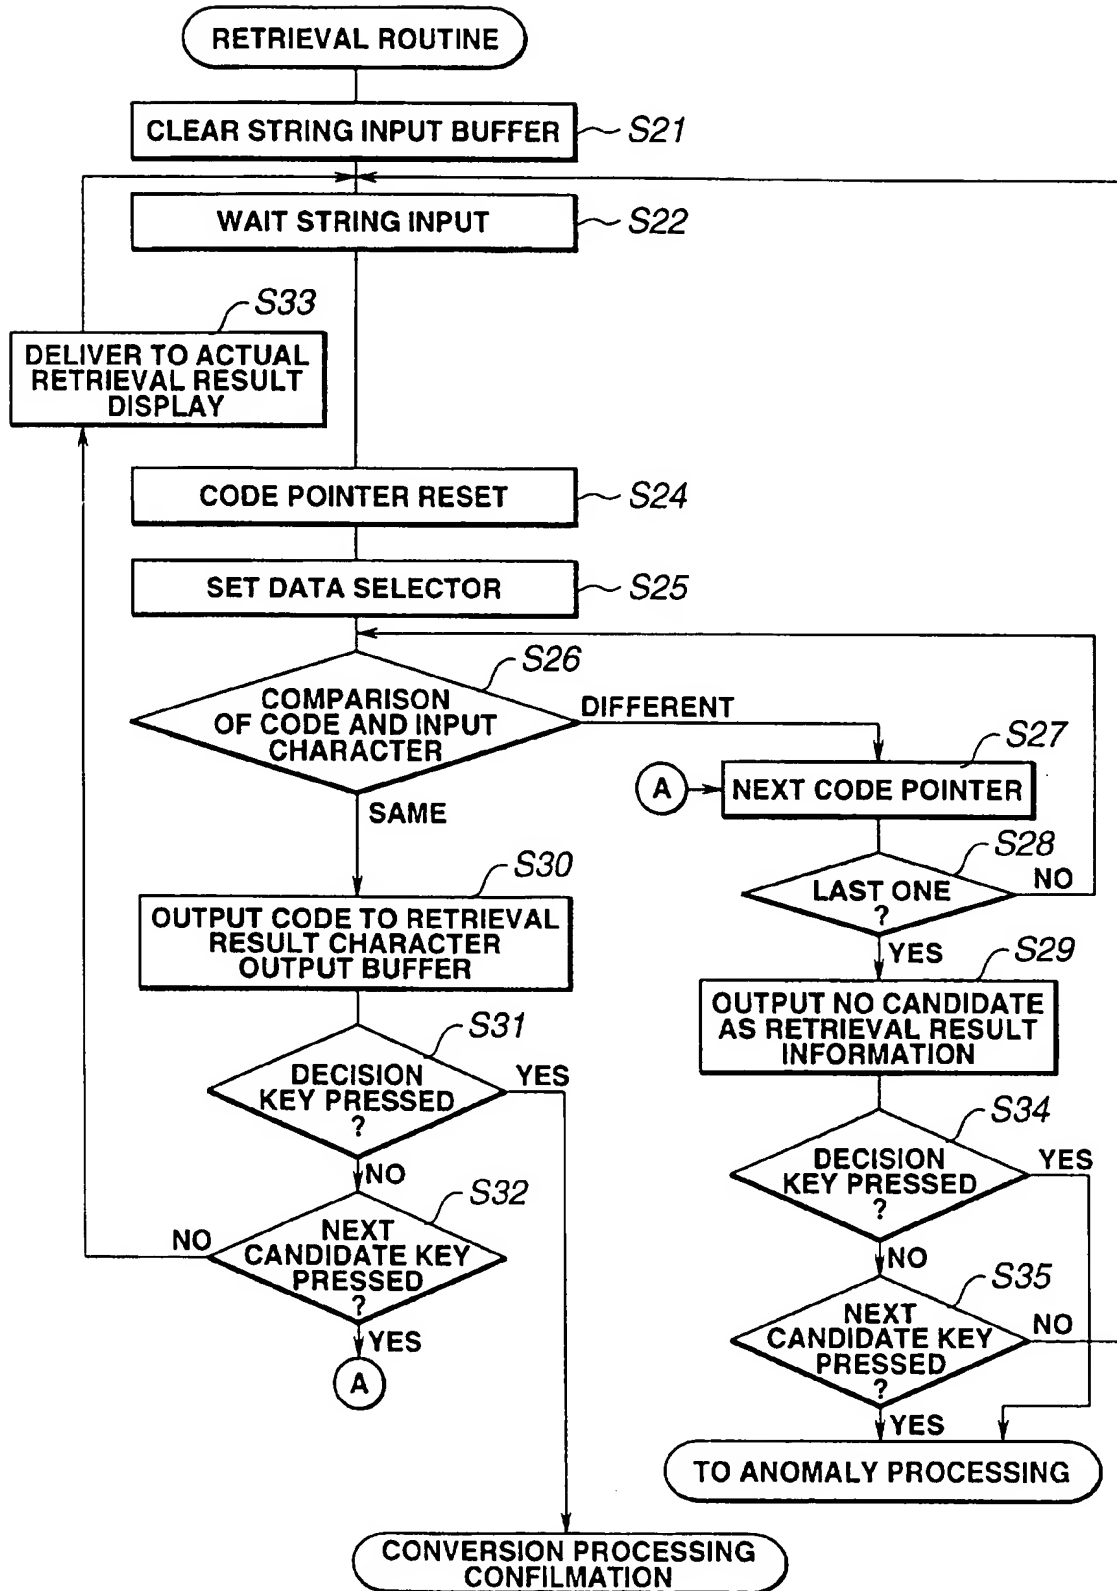 RETRIEVAL ROUTINE
CLEAR STRING INPUT BUFFER
S21
WAIT STRING INPUT
S22
S33
DELIVER TO ACTUAL
RETRIEVAL RESULT
DISPLAY
CODE POINTER RESET
S24
SET DATA SELECTOR
S25
S26
COMPARISON
OF CODE AND INPUT
CHARACTER
DIFFERENT
SAME
S27
A
NEXT CODE POINTER
S28
LAST ONE
?
NO
YES
S30
OUTPUT CODE TO RETRIEVAL
RESULT CHARACTER
OUTPUT BUFFER
S29
OUTPUT NO CANDIDATE
AS RETRIEVAL RESULT
INFORMATION
S31
DECISION
KEY PRESSED
?
YES
NO
S34
DECISION
KEY PRESSED
?
YES
NO
S32
NEXT
CANDIDATE KEY
PRESSED
?
NO
YES
A
S35
NEXT
CANDIDATE KEY
PRESSED
?
NO
YES
TO ANOMALY PROCESSING
CONVERSION PROCESSING
CONFILMATION